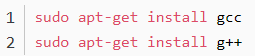 1 sudo apt-get install gcc
2 sudo apt-get install g++